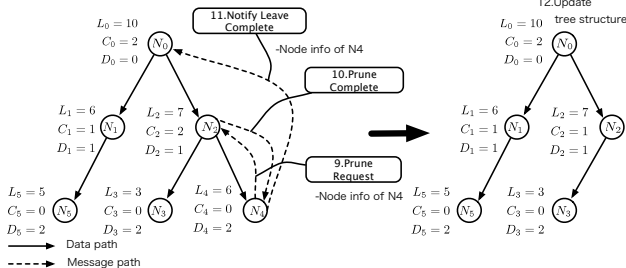 12.Update
tree structure
11.Notify Leave
Complete
-Node info of N4
10.Prune
Complete
9.Prune
Request
-Node info of N4
L₀ = 10
C₀ = 2
D₀ = 0
N₀
L₁ = 6
C₁ = 1
D₁ = 1
N₁
L₂ = 7
C₂ = 2
D₂ = 1
N₂
L₅ = 5
C₅ = 0
D₅ = 2
N₅
L₃ = 3
C₃ = 0
D₃ = 2
N₃
L₄ = 6
C₄ = 0
D₄ = 2
N₄
L₀ = 10
C₀ = 2
D₀ = 0
N₀
L₁ = 6
C₁ = 1
D₁ = 1
N₁
L₂ = 7
C₂ = 1
D₂ = 1
N₂
L₅ = 5
C₅ = 0
D₅ = 2
N₅
L₃ = 3
C₃ = 0
D₃ = 2
N₃
Data path
Message path